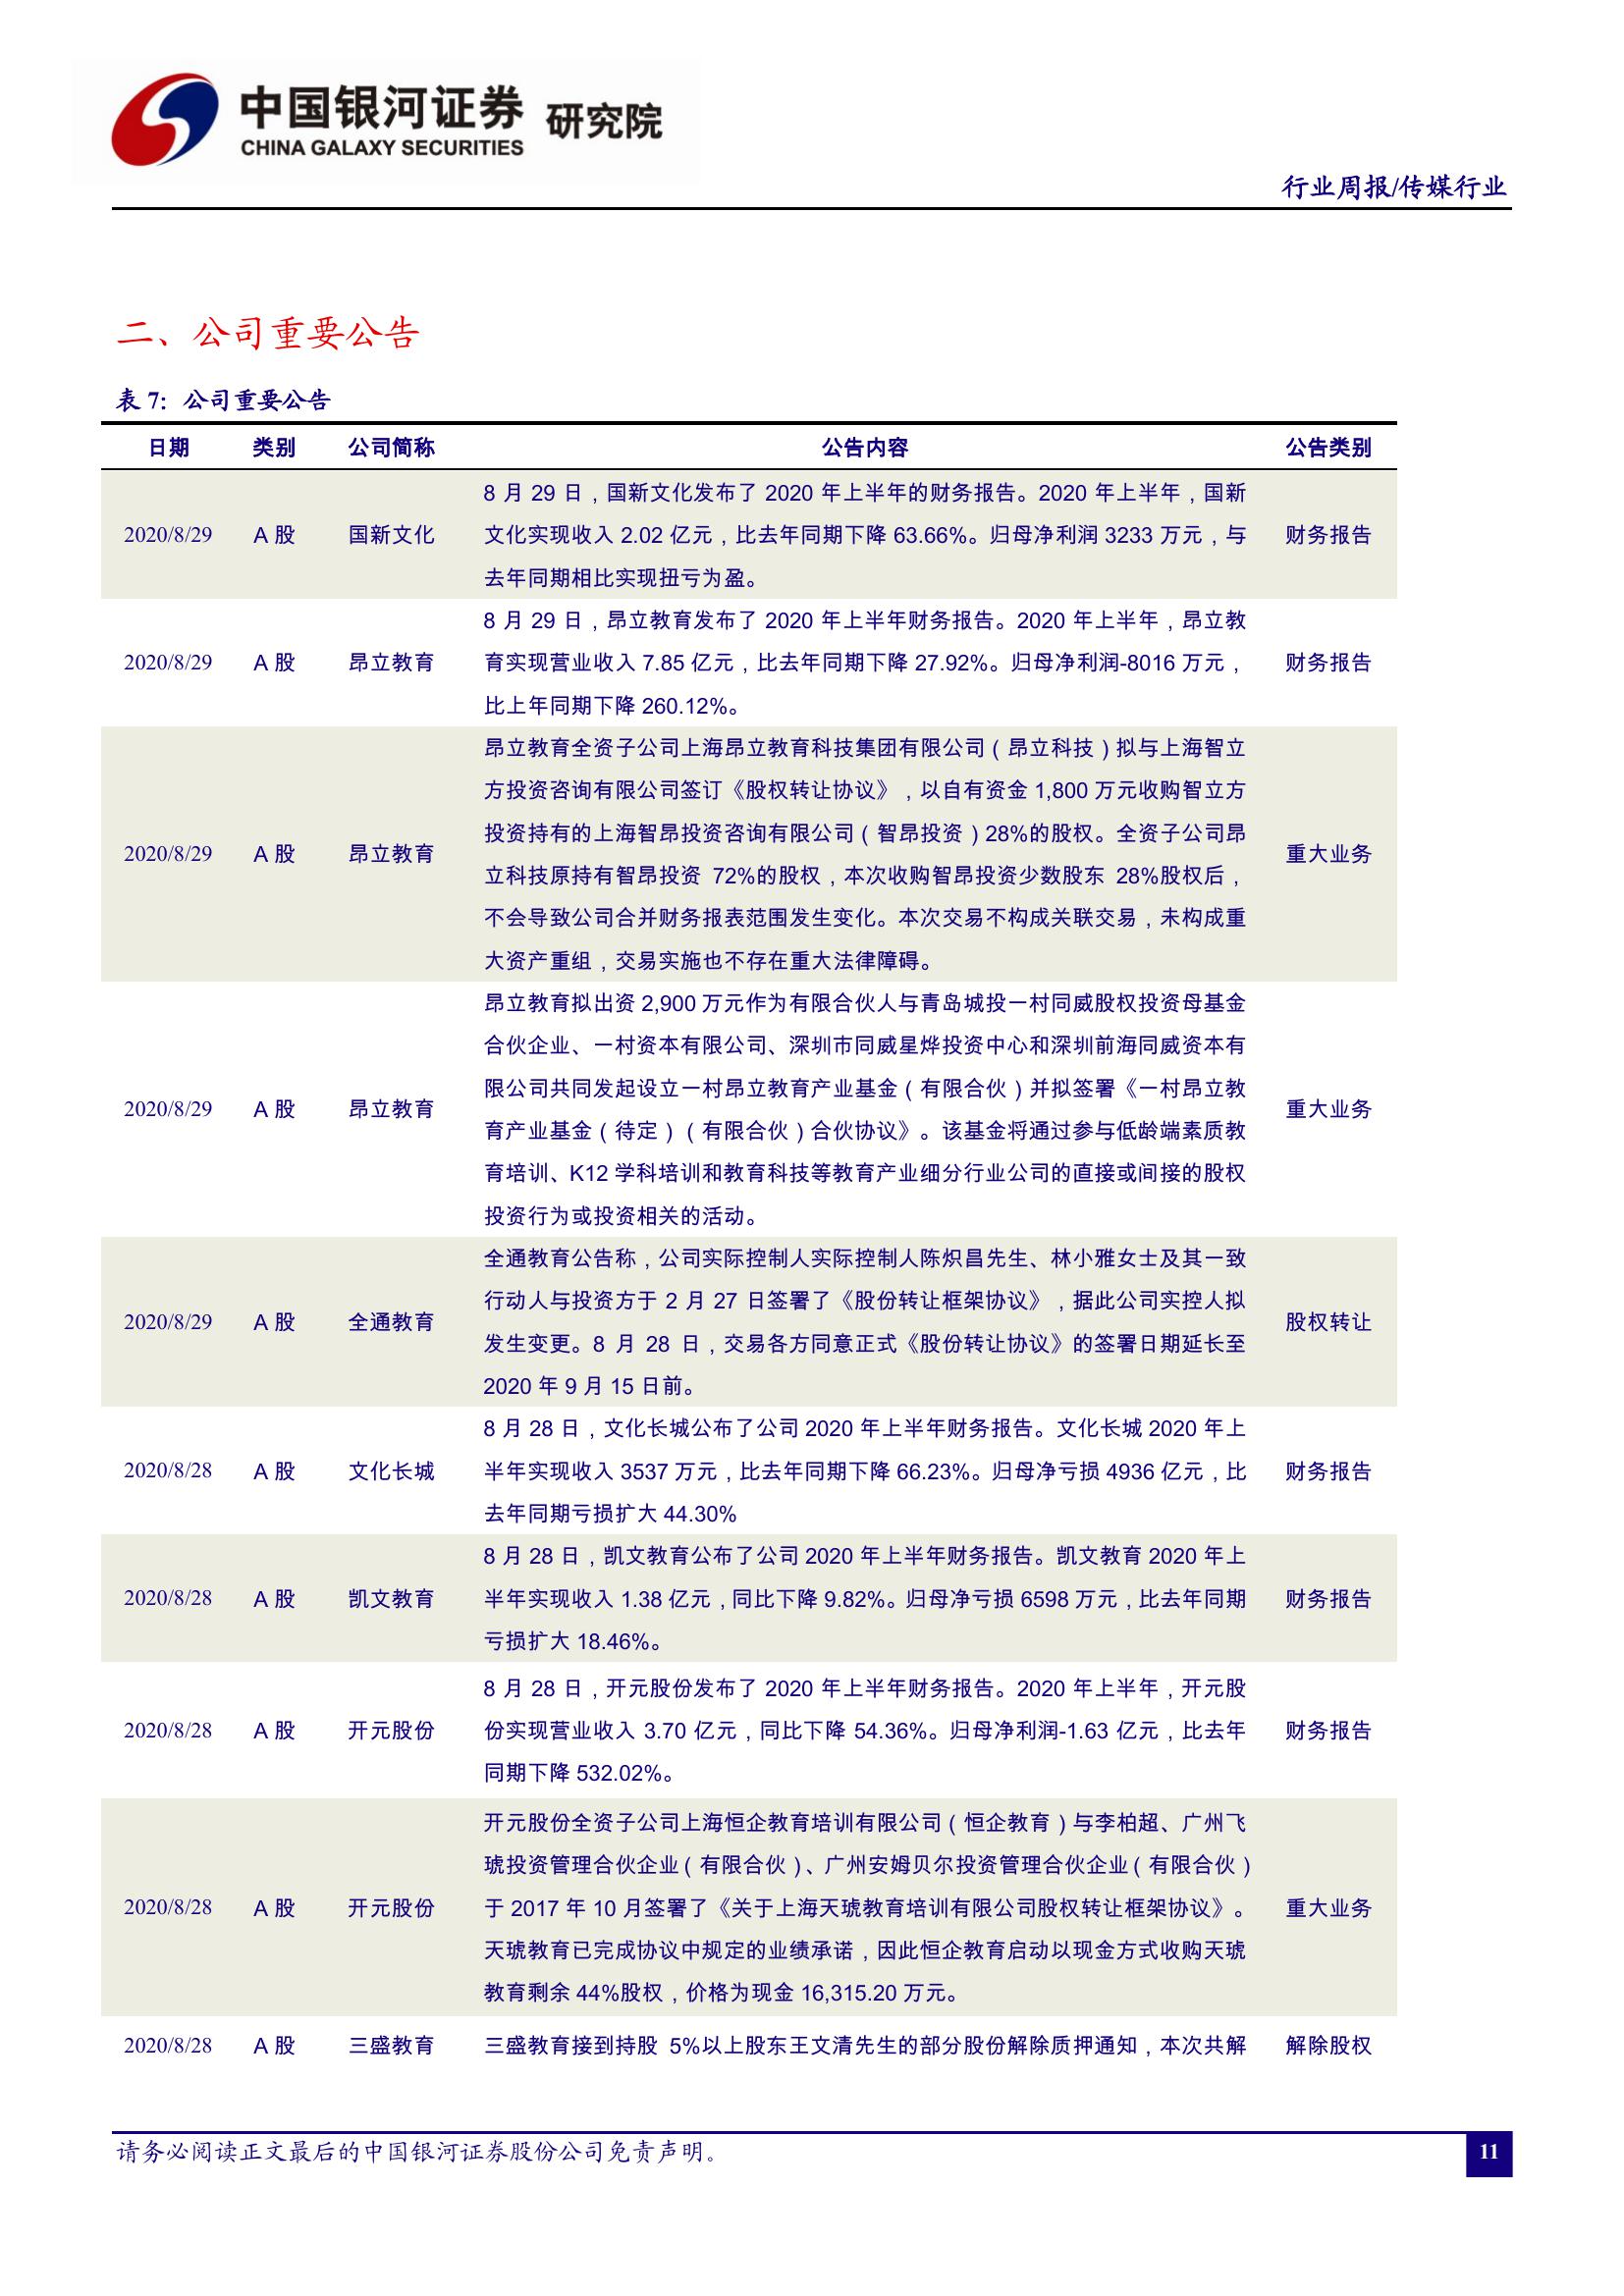 中国银河证券 研究院
CHINA GALAXY SECURITIES
行业周报/传媒行业
二、公司重要公告
表 7：公司重要公告
日期 类别 公司简称 公告内容 公告类别
8 月 29 日，国新文化发布了 2020 年上半年的财务报告。2020 年上半年，国新
2020/8/29 A 股 国新文化 文化实现收入 2.02 亿元，比去年同期下降 63.66%。归母净利润 3233 万元，与 财务报告
去年同期相比实现扭亏为盈。
8 月 29 日，昂立教育发布了 2020 年上半年财务报告。2020 年上半年，昂立教
2020/8/29 A 股 昂立教育 育实现营业收入 7.85 亿元，比去年同期下降 27.92%。归母净利润-8016 万元， 财务报告
比上年同期下降 260.12%。
昂立教育全资子公司上海昂立教育科技集团有限公司（昂立科技）拟与上海智立
方投资咨询有限公司签订《股权转让协议》，以自有资金 1,800 万元收购智立方
投资持有的上海智昂投资咨询有限公司（智昂投资）28%的股权。全资子公司昂
2020/8/29 A 股 昂立教育 立科技原持有智昂投资 72%的股权，本次收购智昂投资少数股东 28%股权后， 重大业务
不会导致公司合并财务报表范围发生变化。本次交易不构成关联交易，未构成重
大资产重组，交易实施也不存在重大法律障碍。
昂立教育拟出资 2,900 万元作为有限合伙人与青岛城投一村同威股权投资母基金
合伙企业、一村资本有限公司、深圳市同威星烨投资中心和深圳前海同威资本有
限公司共同发起设立一村昂立教育产业基金（有限合伙）并拟签署《一村昂立教
2020/8/29 A 股 昂立教育 育产业基金（待定）（有限合伙）合伙协议》。该基金将通过参与低龄端素质教 重大业务
育培训、K12 学科培训和教育科技等教育产业细分行业公司的直接或间接的股权
投资行为或投资相关的活动。
全通教育公告称，公司实际控制人实际控制人陈炽昌先生、林小雅女士及其一致
行动人与投资方于 2 月 27 日签署了《股份转让框架协议》，据此公司实控人拟
2020/8/29 A 股 全通教育 发生变更。8 月 28 日，交易各方同意正式《股份转让协议》的签署日期延长至 股权转让
2020 年 9 月 15 日前。
8 月 28 日，文化长城公布了公司 2020 年上半年财务报告。文化长城 2020 年上
2020/8/28 A 股 文化长城 半年实现收入 3537 万元，比去年同期下降 66.23%。归母净亏损 4936 亿元，比 财务报告
去年同期亏损扩大 44.30%
8 月 28 日，凯文教育公布了公司 2020 年上半年财务报告。凯文教育 2020 年上
2020/8/28 A 股 凯文教育 半年实现收入 1.38 亿元，同比下降 9.82%。归母净亏损 6598 万元，比去年同期 财务报告
亏损扩大 18.46%。
8 月 28 日，开元股份发布了 2020 年上半年财务报告。2020 年上半年，开元股
2020/8/28 A 股 开元股份 份实现营业收入 3.70 亿元，同比下降 54.36%。归母净利润-1.63 亿元，比去年 财务报告
同期下降 532.02%。
开元股份全资子公司上海恒企教育培训有限公司（恒企教育）与李柏超、广州飞
琥投资管理合伙企业（有限合伙）、广州安姆贝尔投资管理合伙企业（有限合伙）
2020/8/28 A 股 开元股份 于 2017 年 10 月签署了《关于上海天琥教育培训有限公司股权转让框架协议》。 重大业务
天琥教育已完成协议中规定的业绩承诺，因此恒企教育启动以现金方式收购天琥
教育剩余 44%股权，价格为现金 16,315.20 万元。
2020/8/28 A 股 三盛教育 三盛教育接到持股 5%以上股东王文清先生的部分股份解除质押通知，本次共解 解除股权
请务必阅读正文最后的中国银河证券股份公司免责声明。 11